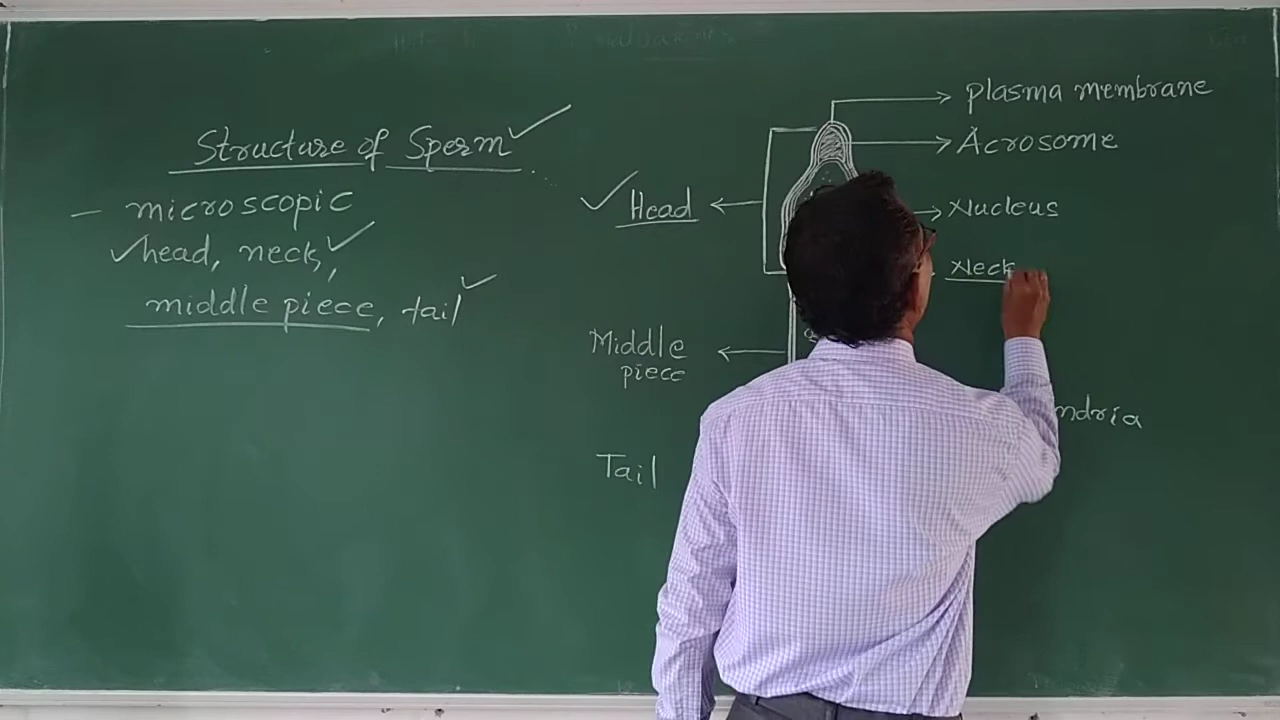 Structure of Sperm
– microscopic
head, neck,
middle piece, tail
plasma membrane
Acrosome
Head
Nucleus
Neck
Middle
piece
ndria
Tail